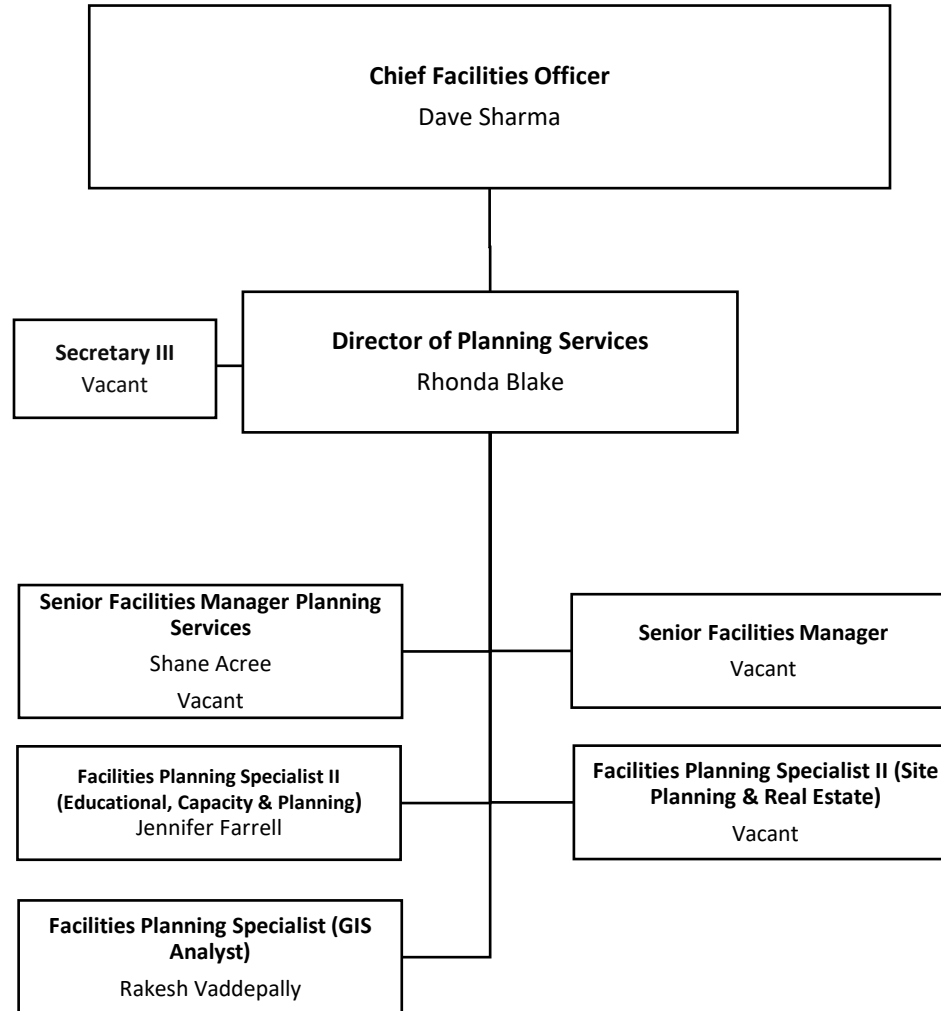 Chief Facilities Officer
Dave Sharma
Director of Planning Services
Rhonda Blake
Secretary III
Vacant
Senior Facilities Manager Planning
Services
Shane Acree
Vacant
Senior Facilities Manager
Vacant
Facilities Planning Specialist II
(Educational, Capacity & Planning)
Jennifer Farrell
Facilities Planning Specialist II (Site
Planning & Real Estate)
Vacant
Facilities Planning Specialist (GIS
Analyst)
Rakesh Vaddepally